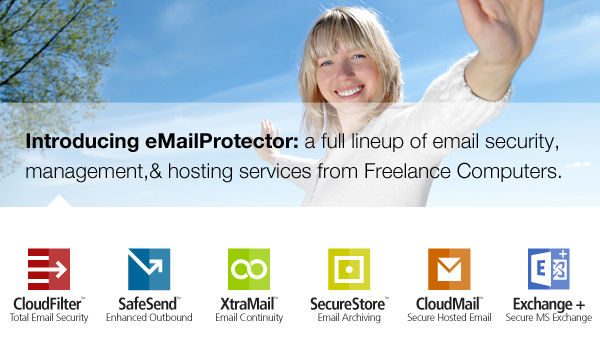 Introducing eMailProtector: a full lineup of email security,
management,& hosting services from Freelance Computers.
CloudFilter™
Total Email Security
SafeSend™
Enhanced Outbound
XtraMail™
Email Continuity
SecureStore™
Email Archiving
CloudMail™
Secure Hosted Email
E
Exchange +
Secure MS Exchange